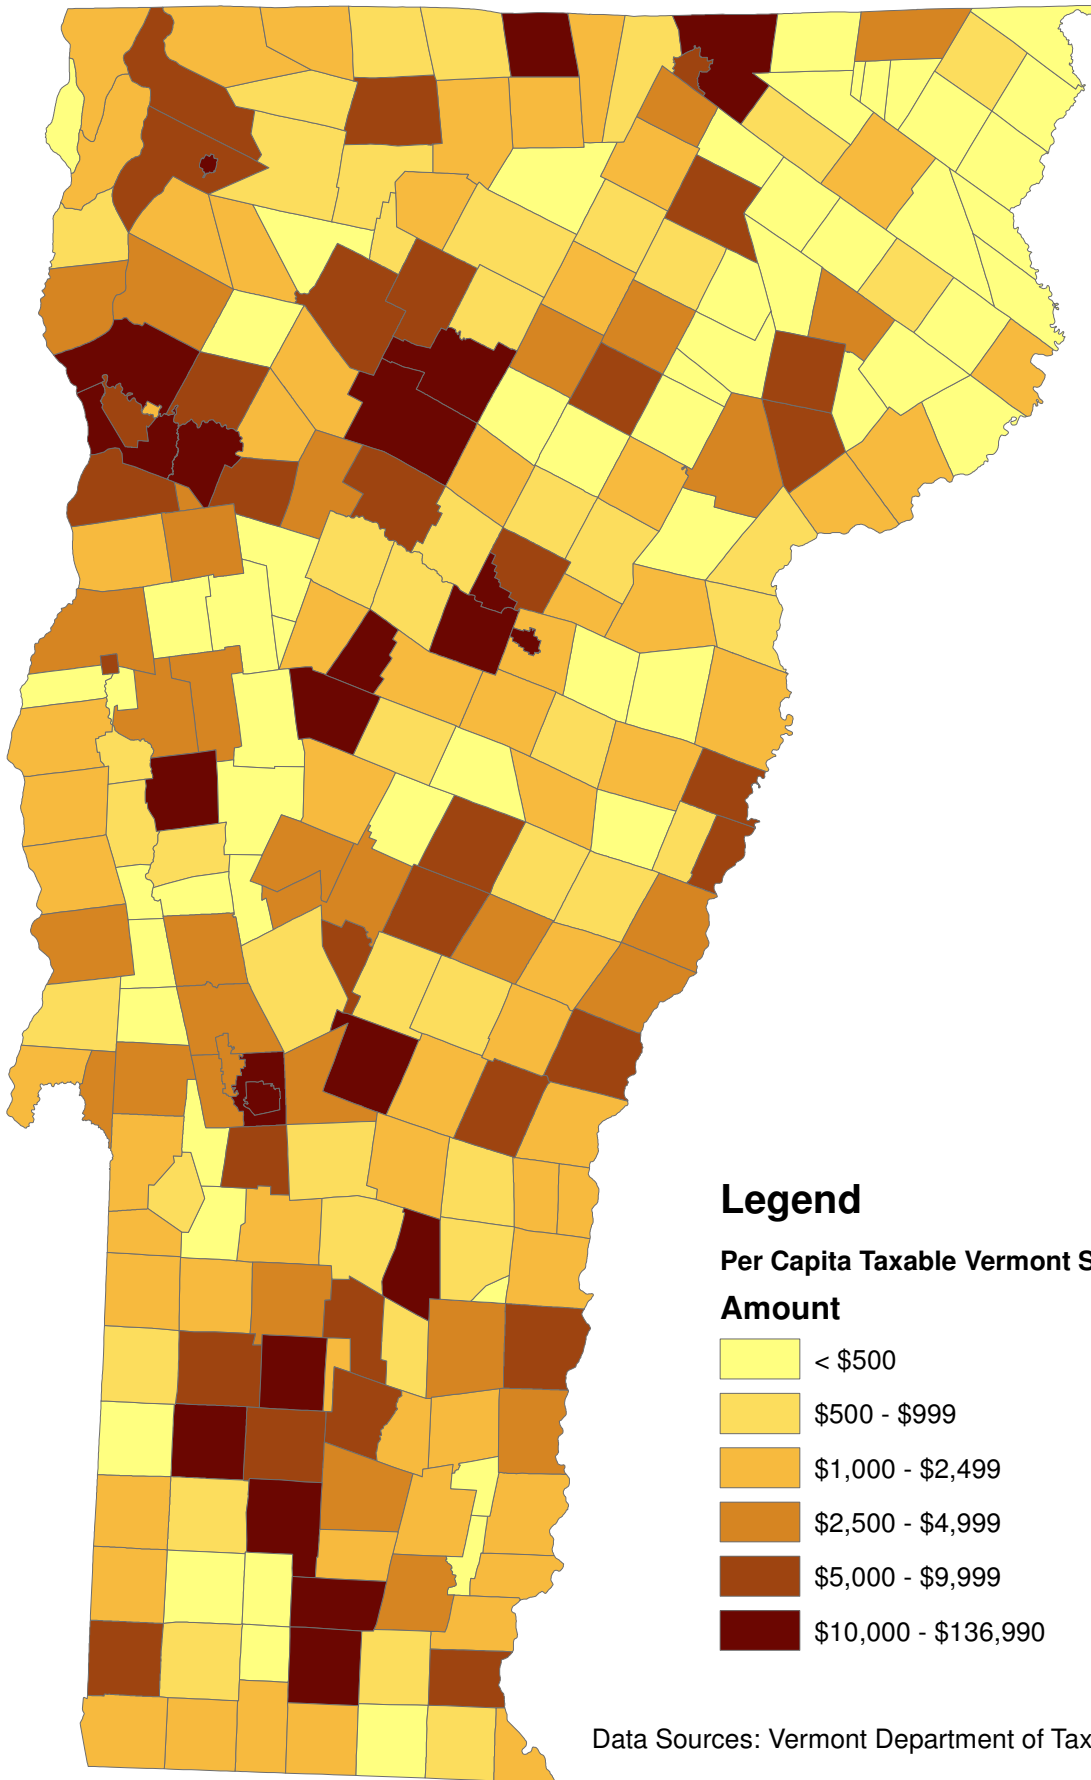 Legend
Per Capita Taxable Vermont S
Amount
< $500
$500 - $999
$1,000 - $2,499
$2,500 - $4,999
$5,000 - $9,999
$10,000 - $136,990
Data Sources: Vermont Department of Tax